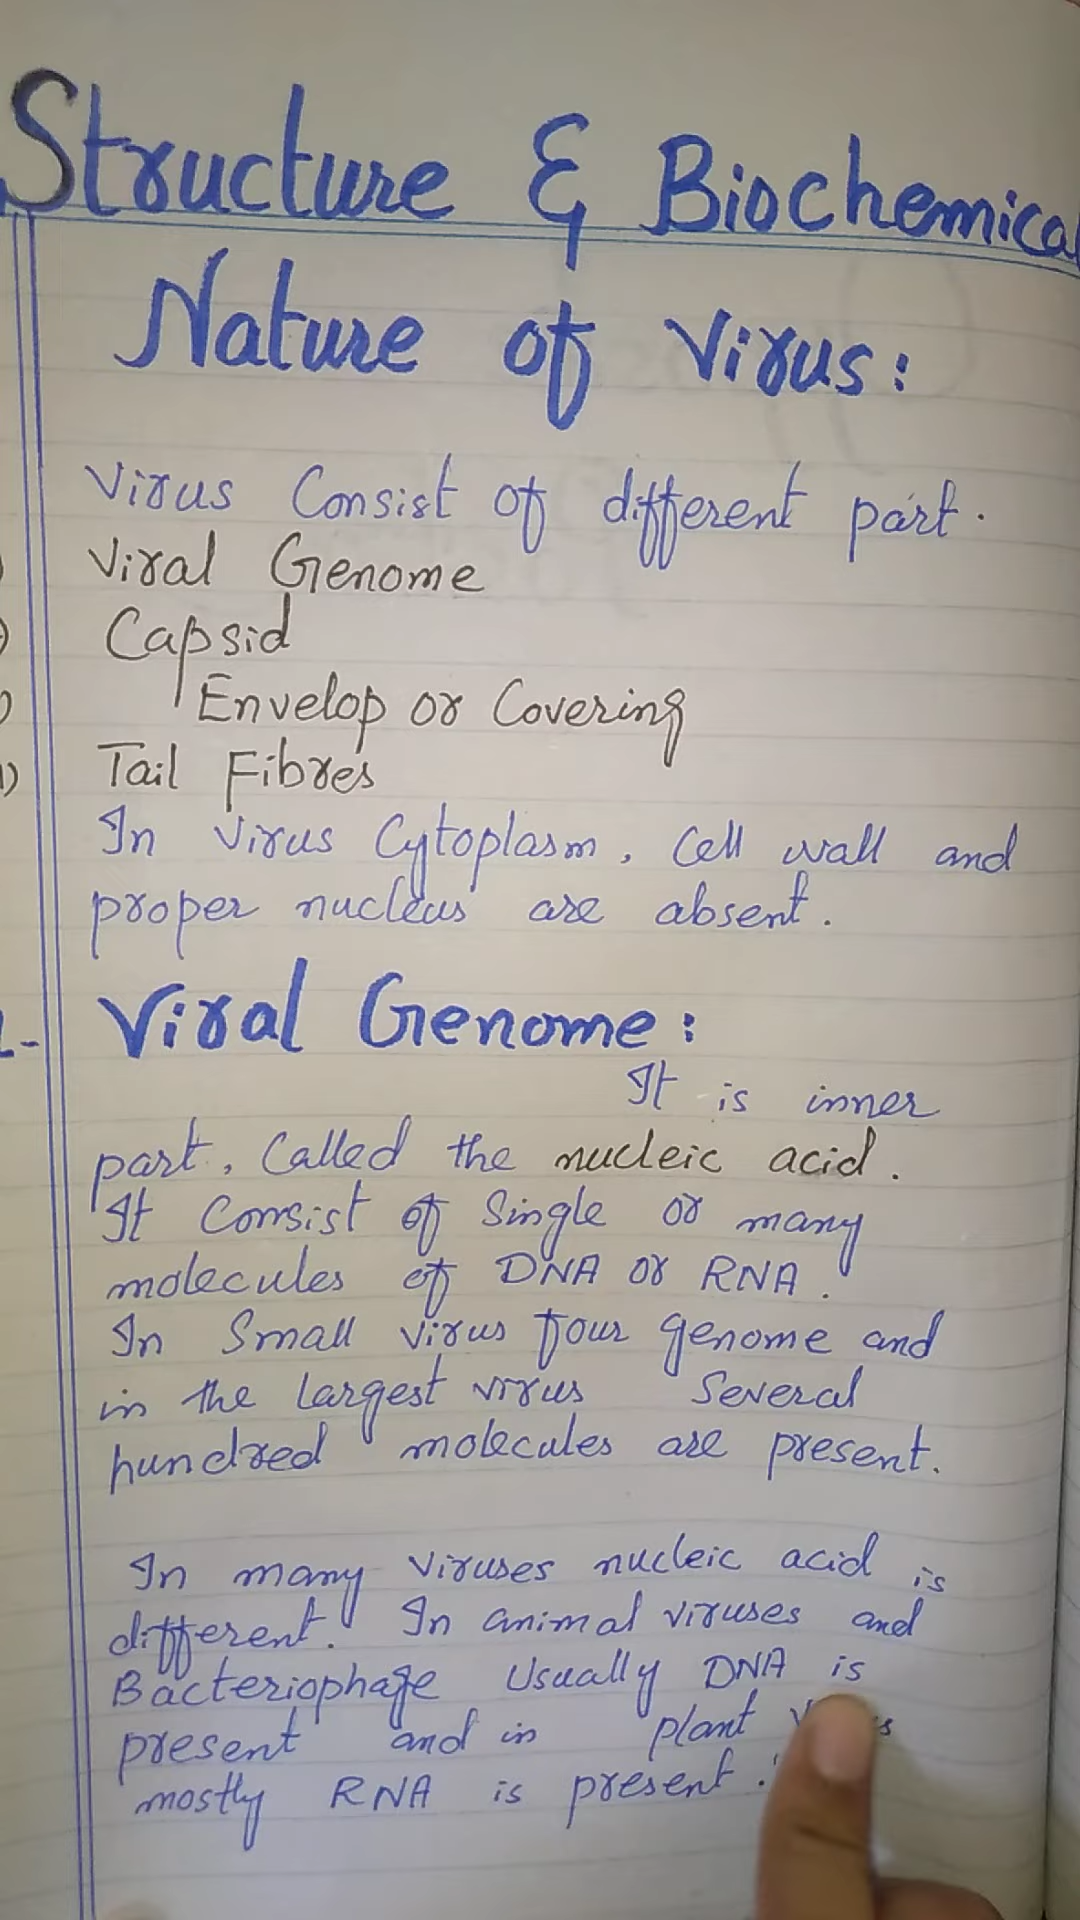 Structure & Biochemical
Nature of Virus:
Virus Consist of different part.
Viral Genome
Capsid
Envelop or Covering
Tail Fibres
In Virus Cytoplasm, Cell wall and
proper nucleus are absent.
Viral Genome:
It is inner
part, Called the nucleic acid.
It Consist of Single or many
molecules of DNA or RNA.
In Small virus four genome and
in the largest virus Several
hundred molecules are present.
In many viruses nucleic acid is
different. In animal viruses and
Bacteriophage Usually DNA is
present and in plant
mostly RNA is present.